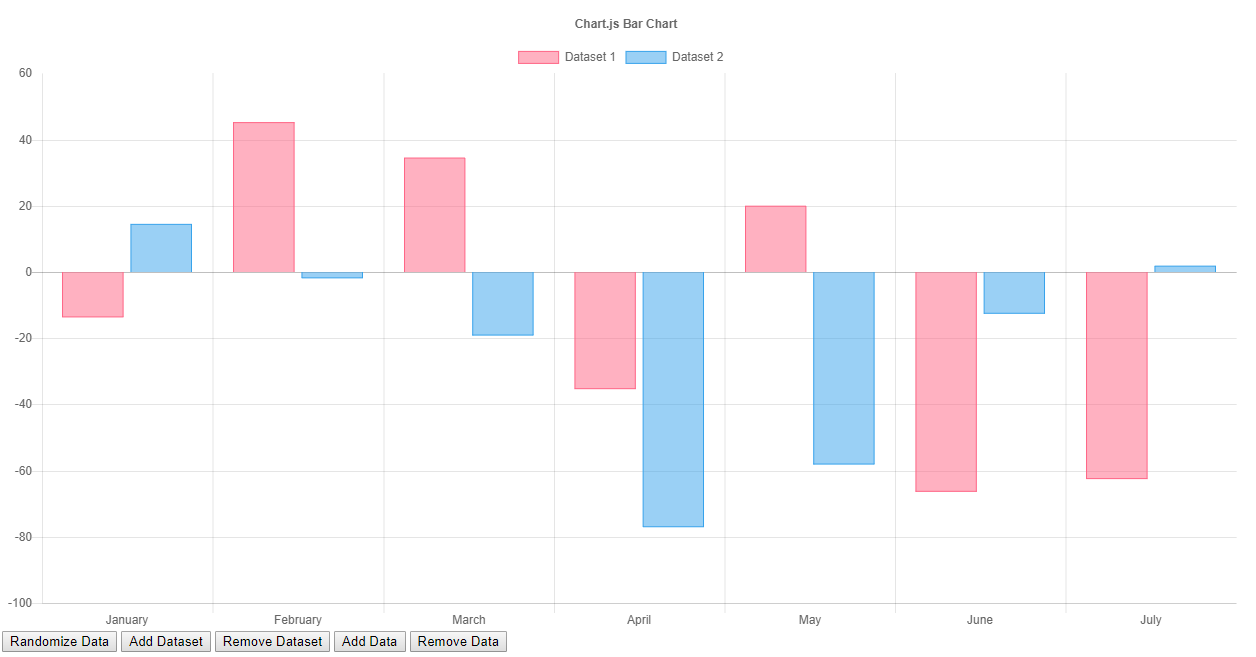 Chart.js Bar Chart
Dataset 1 Dataset 2
60
40
20
0
-20
-40
-60
-80
-100
January February March April May June July
Randomize Data Add Dataset Remove Dataset Add Data Remove Data